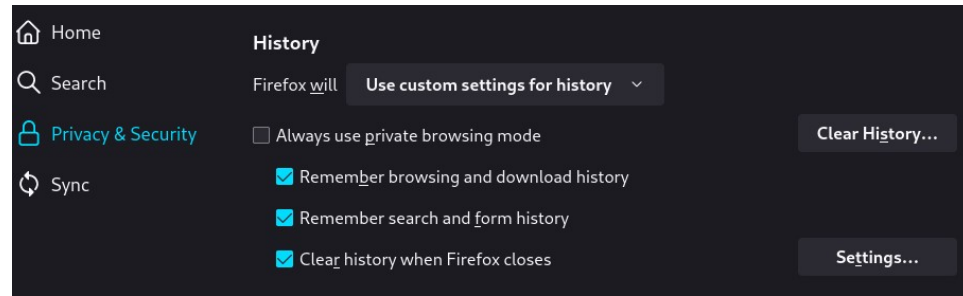 Home
Search
Privacy & Security
Sync
History
Firefox will Use custom settings for history
Always use private browsing mode Clear History...
Remember browsing and download history
Remember search and form history
Clear history when Firefox closes Settings...